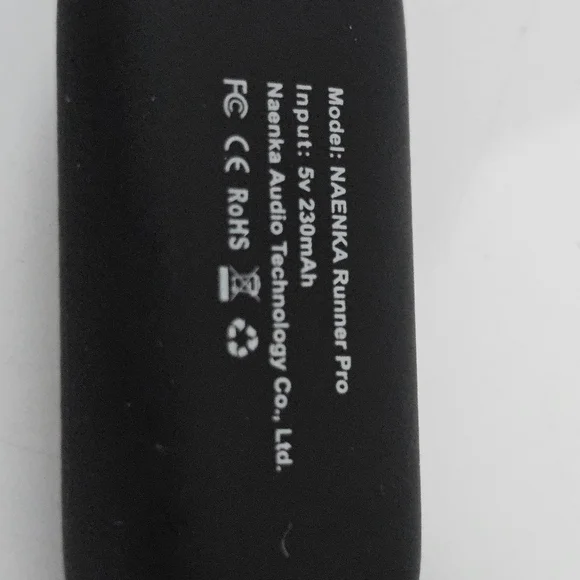 Model: NAENKA Runner Pro
Input: 5v 230mAh
Naenka Audio Technology Co., Ltd.
FC CE RoHS